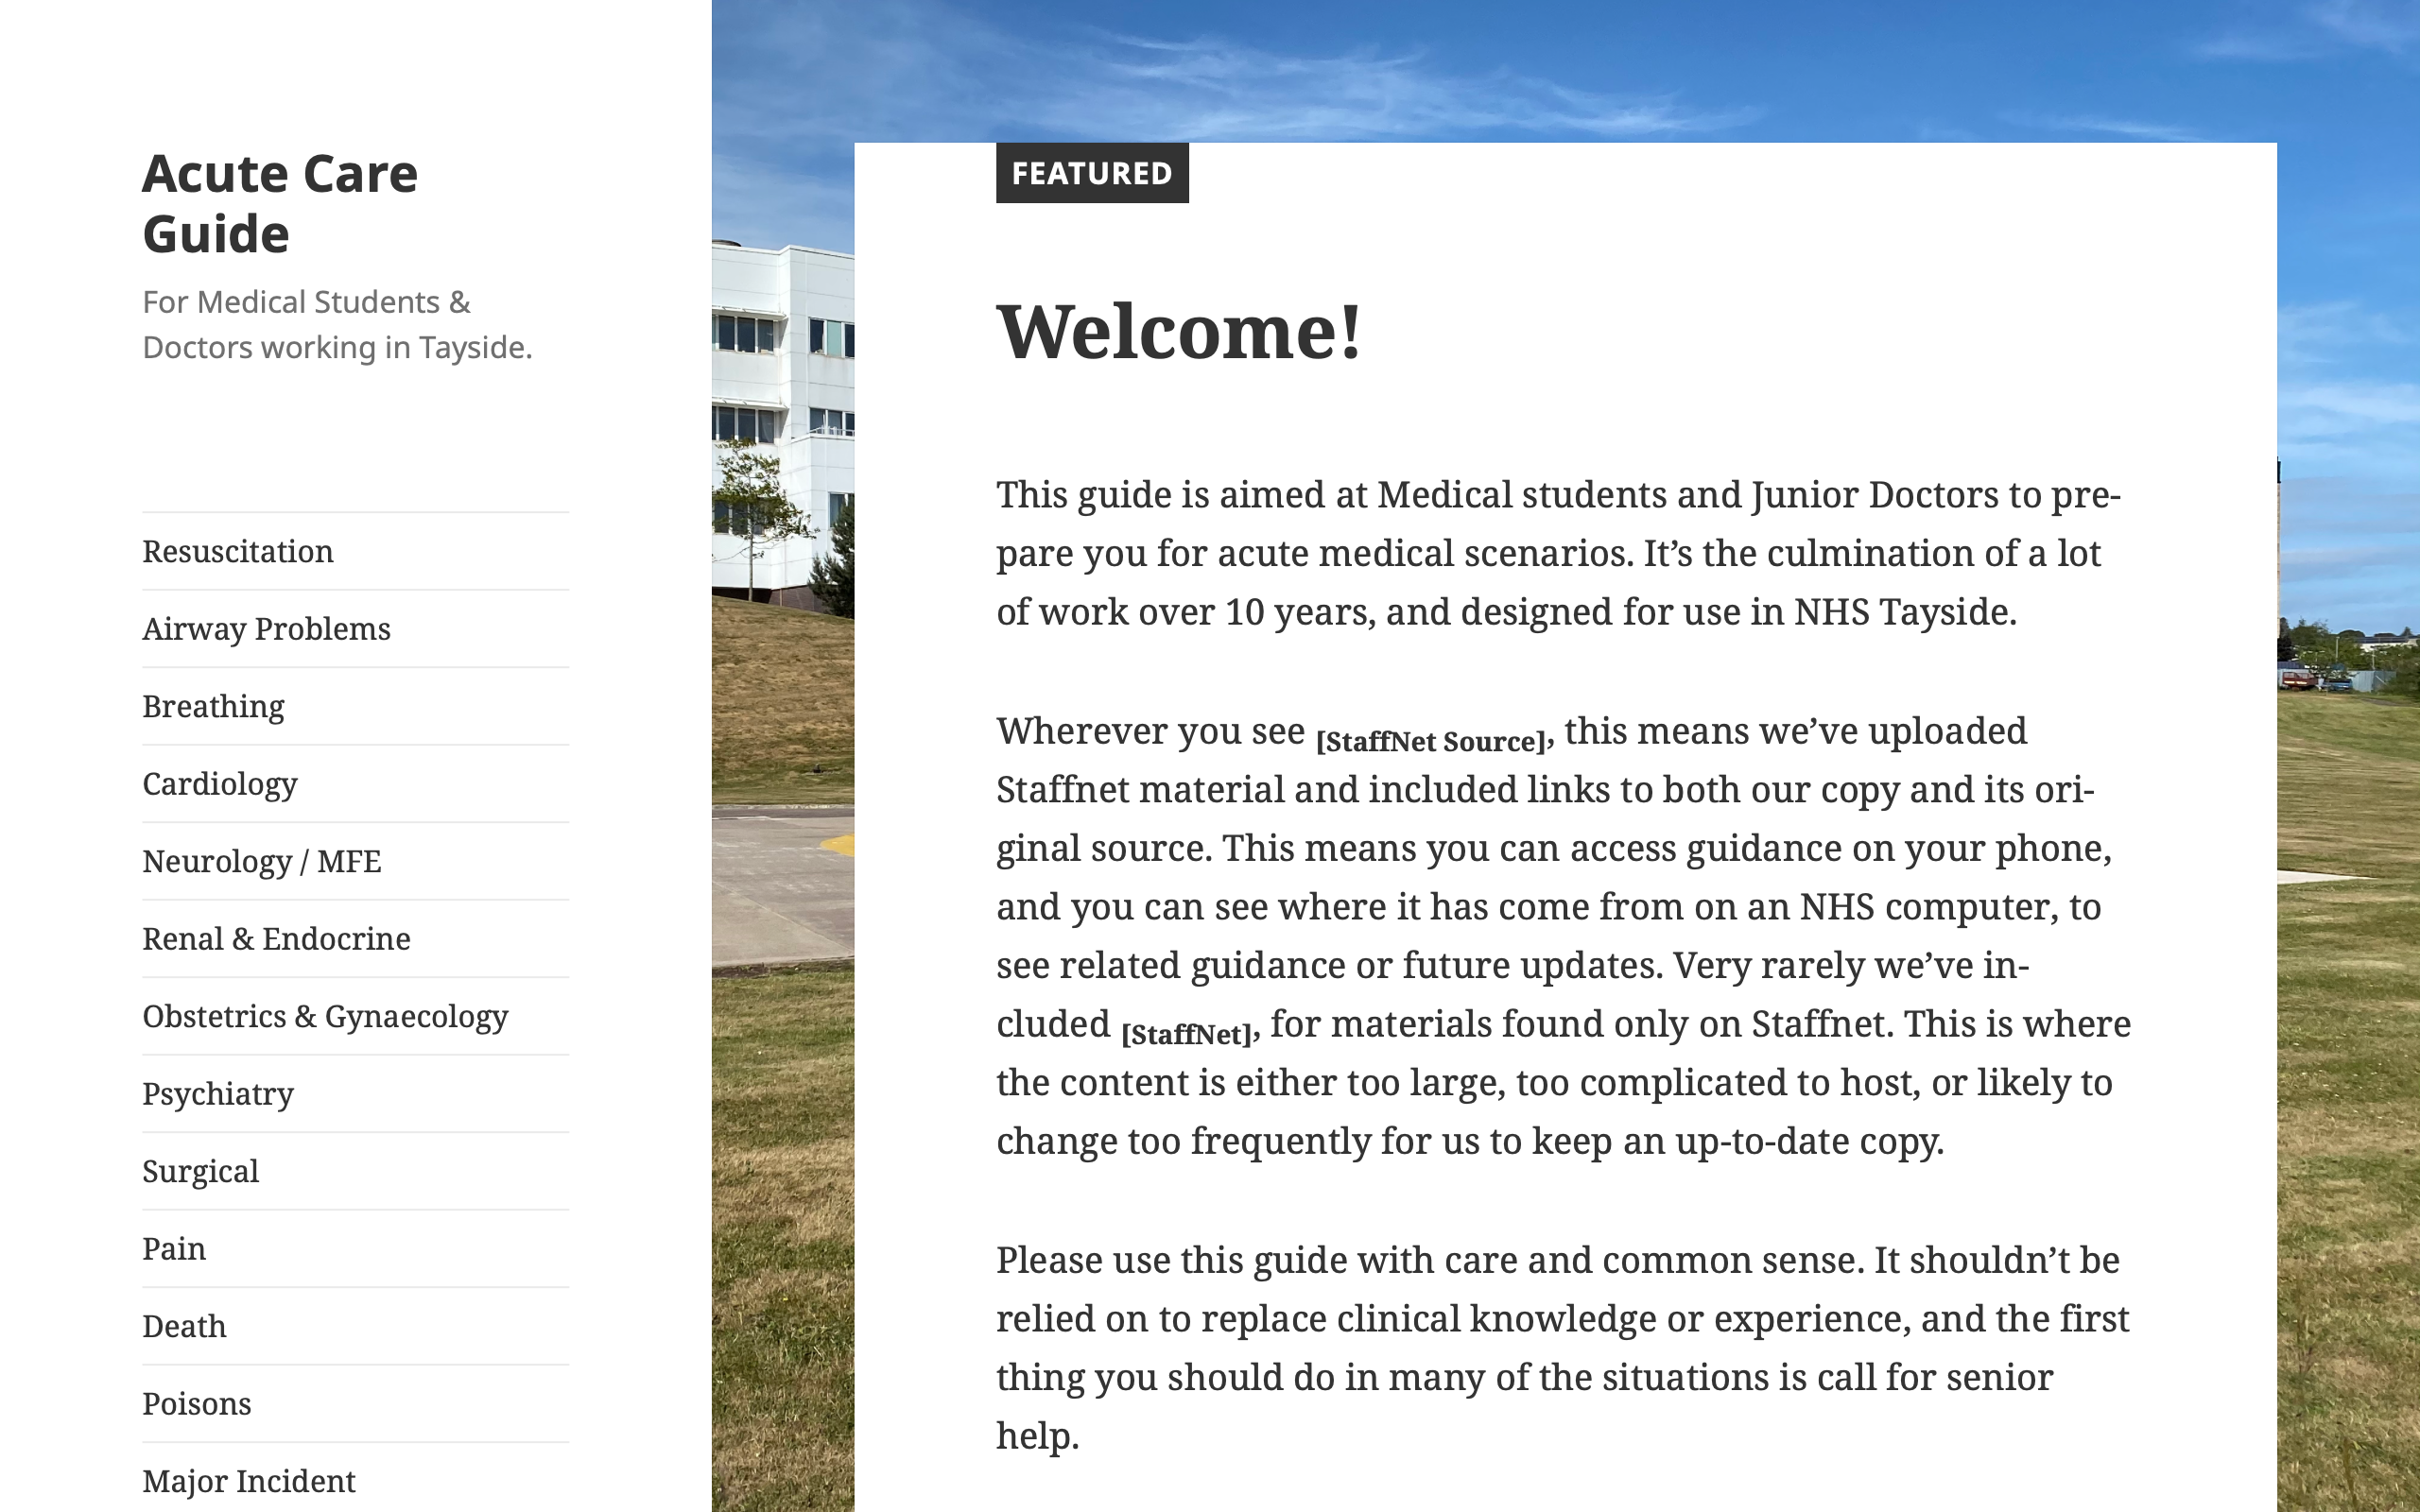 Acute Care
Guide
For Medical Students &
Doctors working in Tayside.
Resuscitation
Airway Problems
Breathing
Cardiology
Neurology / MFE
Renal & Endocrine
Obstetrics & Gynaecology
Psychiatry
Surgical
Pain
Death
Poisons
Major Incident
FEATURED
Welcome!
This guide is aimed at Medical students and Junior Doctors to pre-
pare you for acute medical scenarios. It’s the culmination of a lot
of work over 10 years, and designed for use in NHS Tayside.
Wherever you see [StaffNet Source], this means we’ve uploaded
Staffnet material and included links to both our copy and its ori-
ginal source. This means you can access guidance on your phone,
and you can see where it has come from on an NHS computer, to
see related guidance or future updates. Very rarely we’ve in-
cluded [StaffNet], for materials found only on Staffnet. This is where
the content is either too large, too complicated to host, or likely to
change too frequently for us to keep an up-to-date copy.
Please use this guide with care and common sense. It shouldn’t be
relied on to replace clinical knowledge or experience, and the first
thing you should do in many of the situations is call for senior
help.